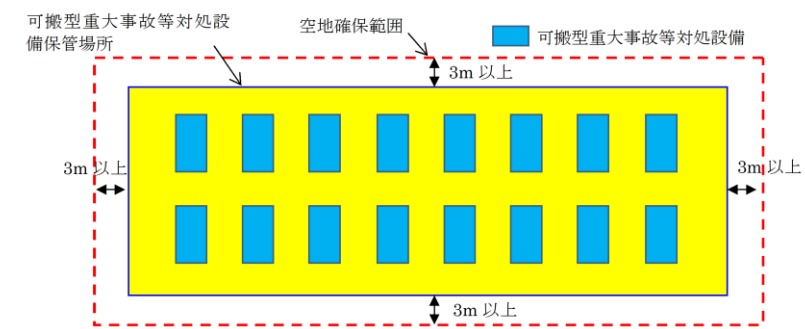 可搬型重大事故等対処設
備保管場所
空地確保範囲
可搬型重大事故等対処設備
3m 以上
3m 以上
3m 以上
3m 以上